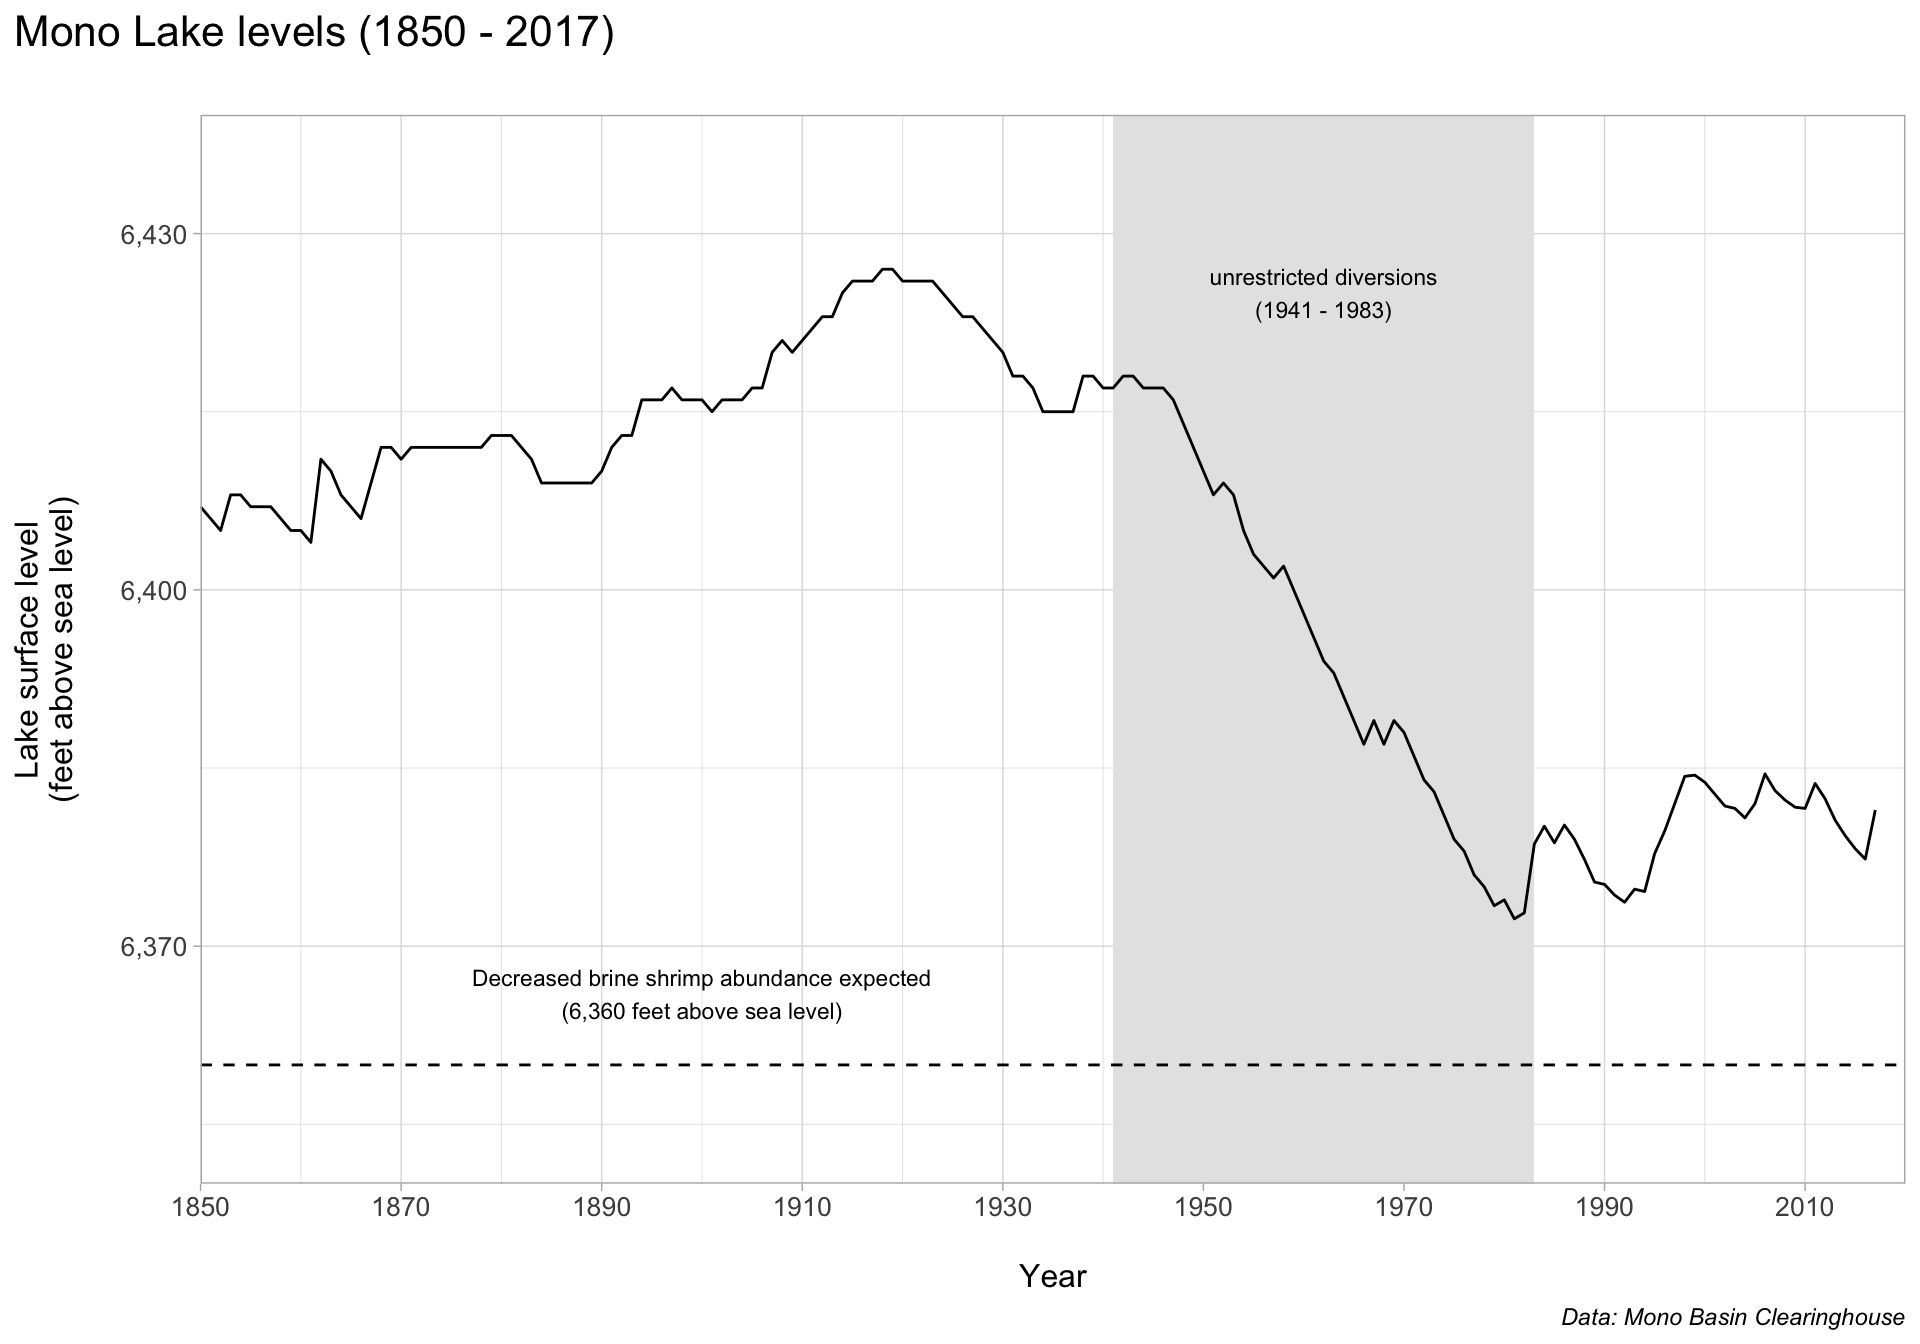 Mono Lake levels (1850 - 2017)
Lake surface level
(feet above sea level)
6,430
6,400
6,370
unrestricted diversions
(1941 - 1983)
Decreased brine shrimp abundance expected
(6,360 feet above sea level)
1850 1870 1890 1910 1930 1950 1970 1990 2010
Year
Data: Mono Basin Clearinghouse